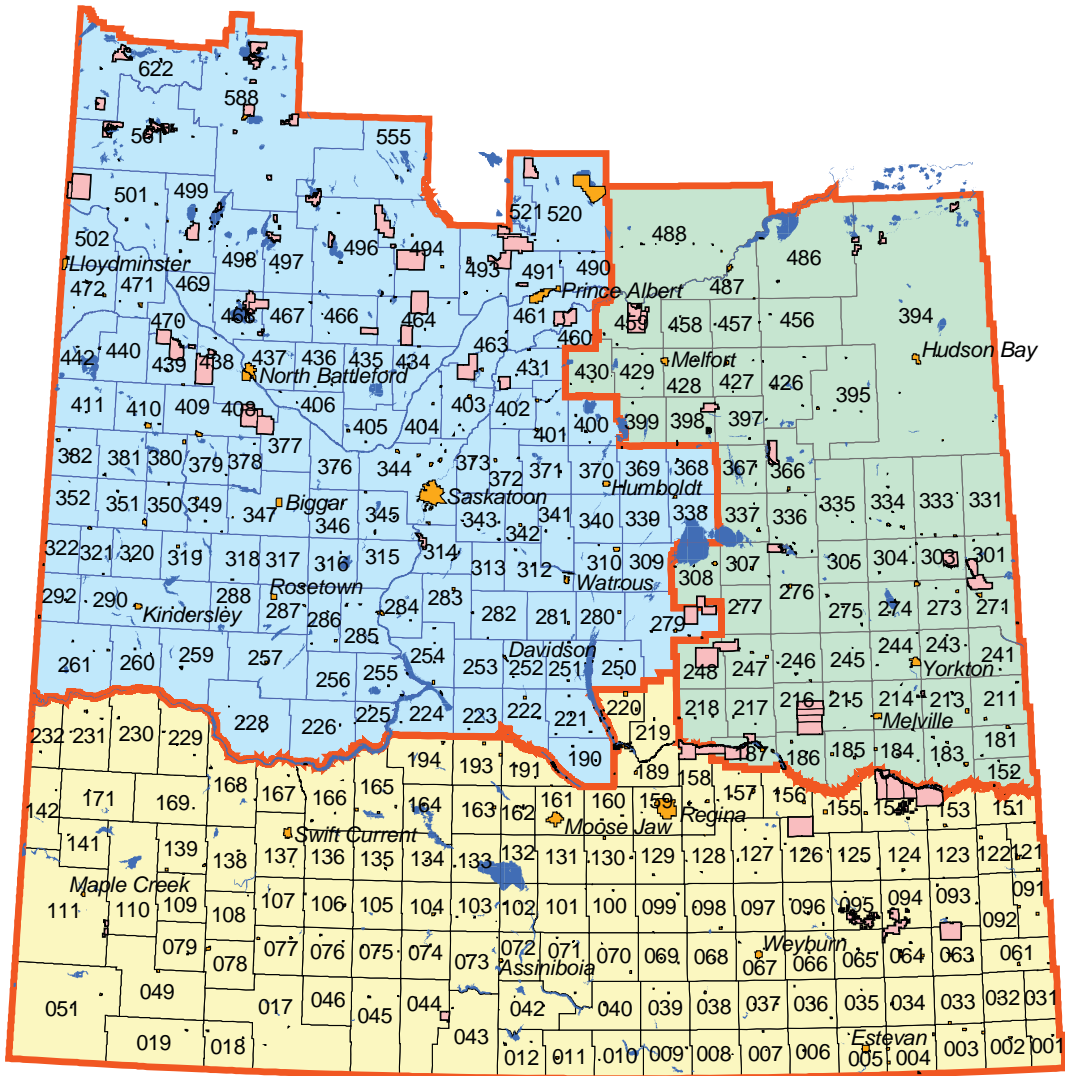 622
588
561
555
501 499
521 520
502 498 497 496 494 488
Lloydminster 493 491 490 486
472 471 469 487
Prince Albert
470 468 467 466 464 461 459 458 457 456 394
442 440 439 438 437 436 435 434 463 460 Hudson Bay
North Battleford 431 430 429 Melfort
428 427 426
411 410 409 408 406 403 402 395
405 404 401 400 399 398 397
377
382 381 380 379 378 376 344 373 372 371 370 369 368 367 366
Humboldt
352 351 350 349 347 Biggar 346 345 Saskatoon 335 334 333 331
343 342 341 340 339 338 337 336
322 321 320 319 318 317 316 315 314 313 312 310 309 307 305 304 303 301
Watrous 308
292 290 288 287 Rosetown 286 284 283 276
Kindersley 285 282 281 280 279 277 275 274 273 271
Davidson
261 260 259 257 256 255 254 253 252 251 250 248 247 246 245 244 243 241
Yorkton
228 226 225 224 223 222 221 220 219 218 217 216 215 214 213 211
Melville
232 231 230 229 190 187 186 185 184 183 181
194 193 191 189 152
168 167 166 165 164 158 157 156
142 171 169 163 162 161 160 159 155 154 153 151
Swift Current Moose Jaw Regina
141 139 138 137 136 135 134 133 132 131 130 129 128 127 126 125 124 123 122 121
Maple Creek
111 110 109 108 107 106 105 104 103 102 101 100 099 098 097 096 095 094 093 092 091
079 078 077 076 075 074 073 072 071 070 069 068 067 066 065 064 063 061
Assiniboia Weyburn
051 049 017 046 045 044 043 042 040 039 038 037 036 035 034 033 032 031
019 018 012 011 010 009 008 007 006 005 004 003 002 001
Estevan